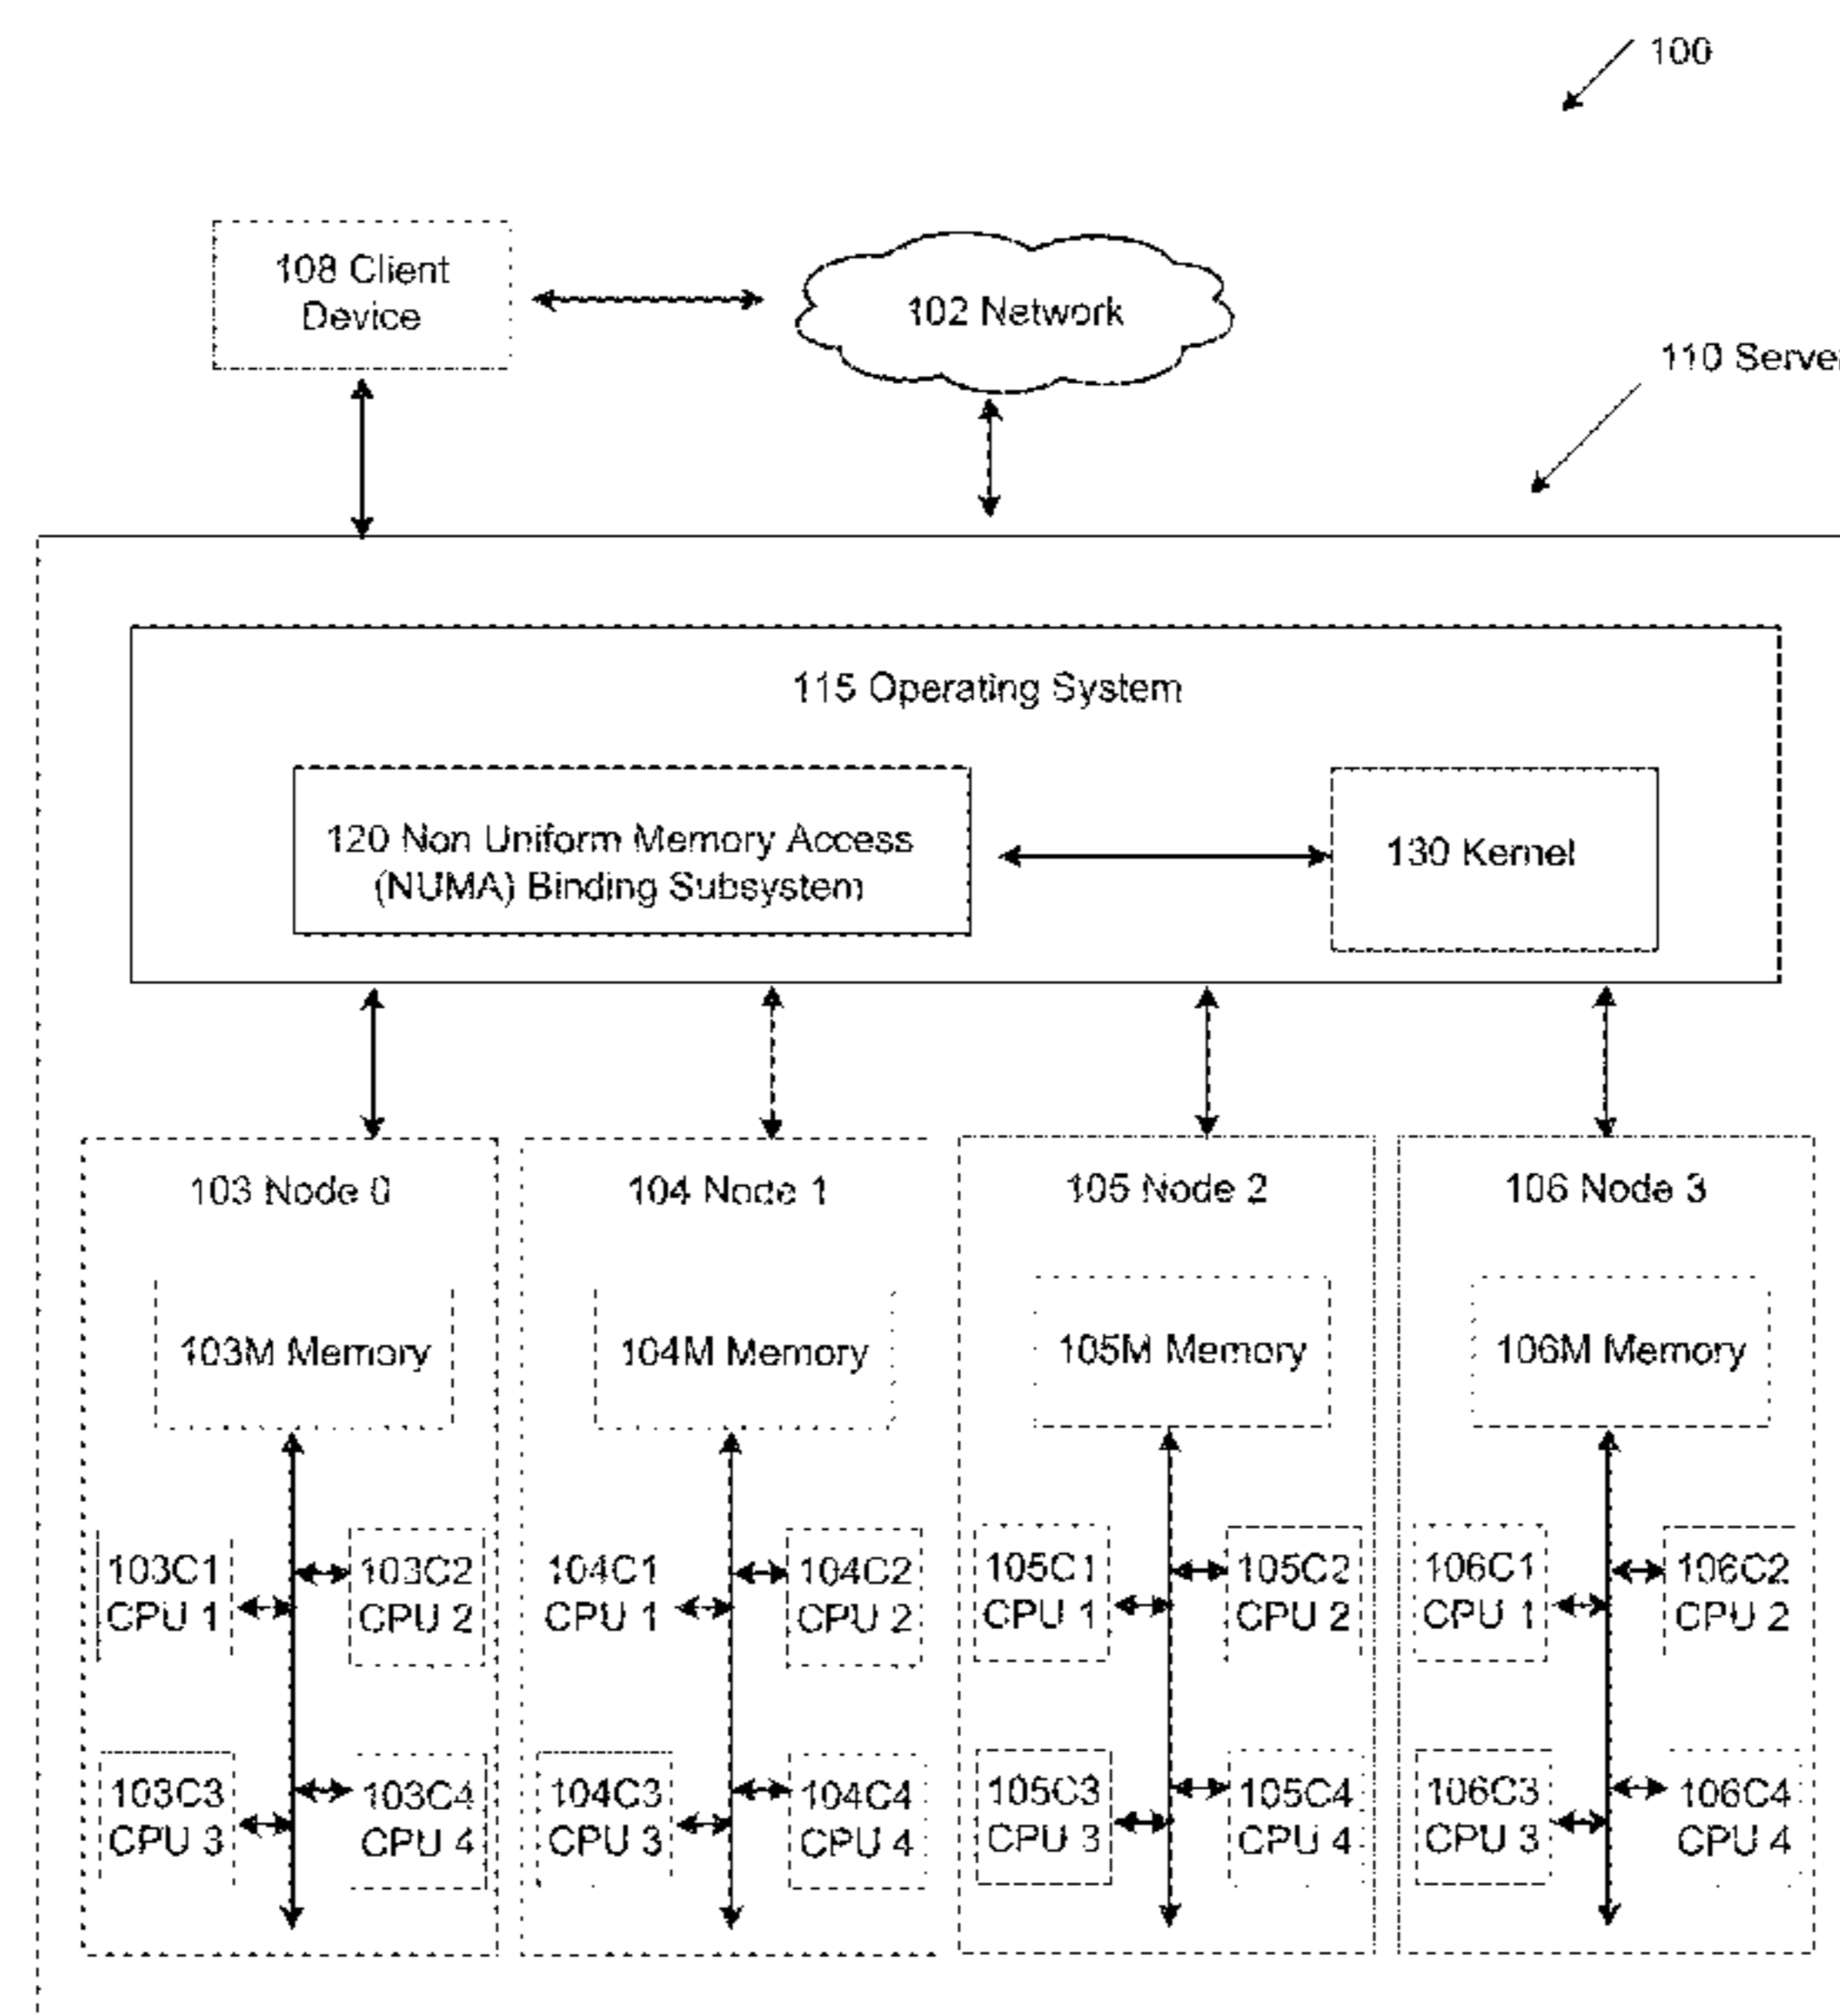 100
108 Client
Device
102 Network
110 Server
115 Operating System
120 Non Uniform Memory Access
(NUMA) Binding Subsystem
130 Kernel
103 Node 0
104 Node 1
105 Node 2
106 Node 3
103M Memory
104M Memory
105M Memory
106M Memory
103C1
CPU 1
103C2
CPU 2
104C1
CPU 1
104C2
CPU 2
105C1
CPU 1
105C2
CPU 2
106C1
CPU 1
106C2
CPU 2
103C3
CPU 3
103C4
CPU 4
104C3
CPU 3
104C4
CPU 4
105C3
CPU 3
105C4
CPU 4
106C3
CPU 3
106C4
CPU 4